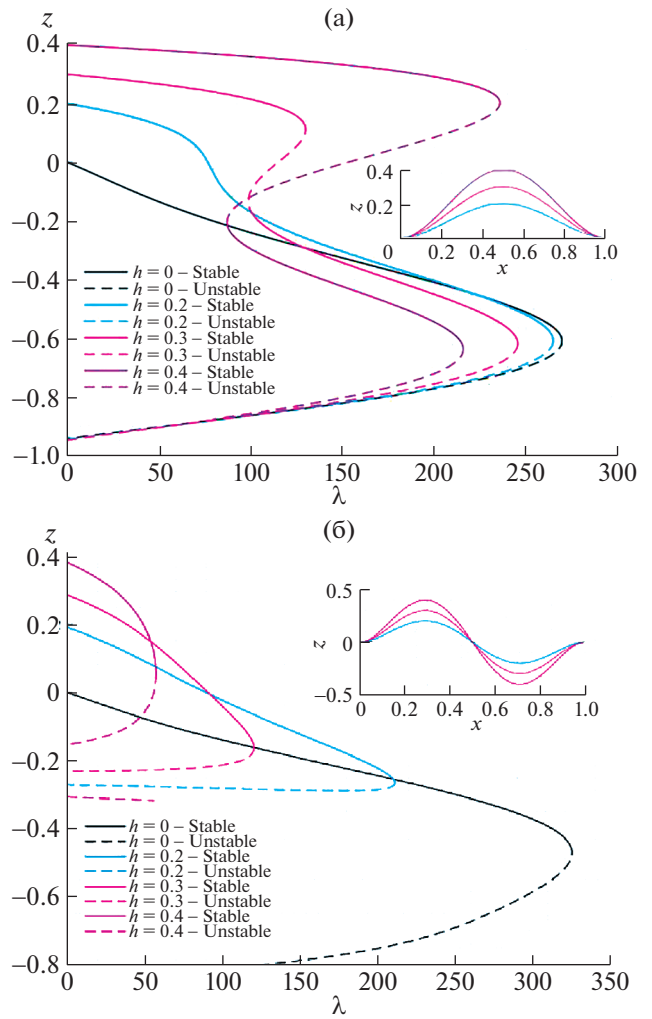 (а)
z
0.4
0.2
0
−0.2
−0.4
−0.6
−0.8
−1.0
0 50 100 150 200 250 300
λ
h = 0 – Stable
h = 0 – Unstable
h = 0.2 – Stable
h = 0.2 – Unstable
h = 0.3 – Stable
h = 0.3 – Unstable
h = 0.4 – Stable
h = 0.4 – Unstable
z
0.4
0.2
0 0.2 0.4 0.6 0.8 1.0
x
(б)
z
0.4
0.2
0
−0.2
−0.4
−0.6
−0.8
0 50 100 150 200 250 300 350
λ
h = 0 – Stable
h = 0 – Unstable
h = 0.2 – Stable
h = 0.2 – Unstable
h = 0.3 – Stable
h = 0.3 – Unstable
h = 0.4 – Stable
h = 0.4 – Unstable
z
0.5
0
−0.5
0.2 0.4 0.6 0.8 1.0
x